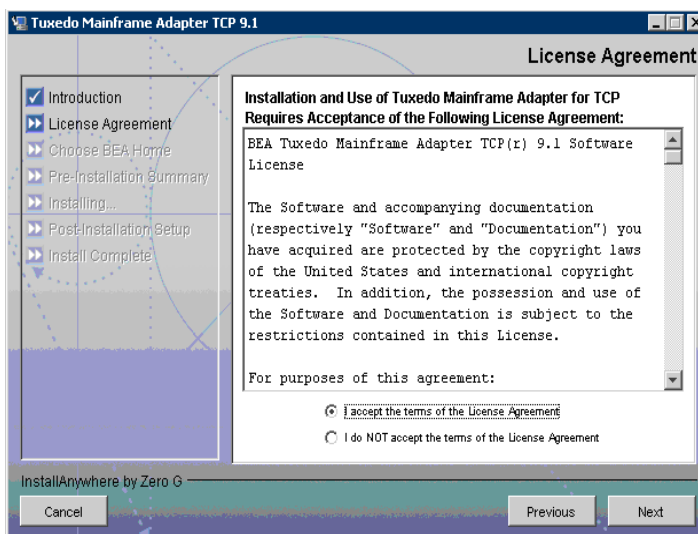 Tuxedo Mainframe Adapter TCP 9.1
License Agreement
Introduction
License Agreement
Choose BEA Home
Pre-Installation Summary
Installing...
Post-Installation Setup
Install Complete
Installation and Use of Tuxedo Mainframe Adapter for TCP
Requires Acceptance of the Following License Agreement:
BEA Tuxedo Mainframe Adapter TCP(r) 9.1 Software
License
The Software and accompanying documentation
(respectively "Software" and "Documentation") you
have acquired are protected by the copyright laws
of the United States and international copyright
treaties.  In addition, the possession and use of
the Software and Documentation is subject to the
restrictions contained in this License.
For purposes of this agreement:
I accept the terms of the License Agreement
I do NOT accept the terms of the License Agreement
InstallAnywhere by Zero G
Cancel
Previous
Next